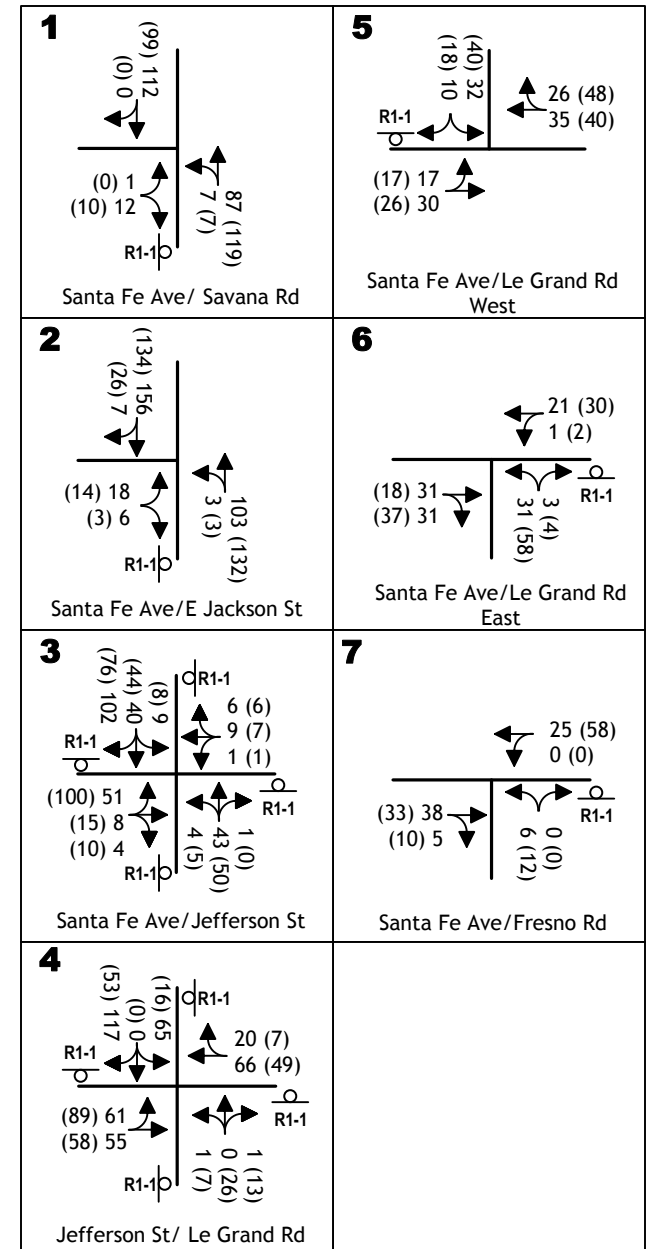 1
(99) 112
(0) 0
(0) 1
(10) 12
87 (119)
7 (7)
R1-1
Santa Fe Ave/ Savana Rd
2
(134) 156
(26) 7
(14) 18
(3) 6
103 (132)
3 (3)
R1-1
Santa Fe Ave/E Jackson St
3
(8) 9
(44) 40
(76) 102
R1-1
6 (6)
9 (7)
1 (1)
R1-1
(100) 51
(15) 8
(10) 4
1 (0)
43 (50)
4 (5)
R1-1
R1-1
Santa Fe Ave/Jefferson St
4
(16) 65
(0) 0
(53) 117
R1-1
20 (7)
66 (49)
R1-1
(89) 61
(58) 55
1 (13)
0 (26)
1 (7)
R1-1
R1-1
Jefferson St/ Le Grand Rd
5
(40) 32
(18) 10
26 (48)
35 (40)
R1-1
(17) 17
(26) 30
Santa Fe Ave/Le Grand Rd
West
6
21 (30)
1 (2)
(18) 31
(37) 31
3 (4)
31 (58)
R1-1
Santa Fe Ave/Le Grand Rd
East
7
25 (58)
0 (0)
(33) 38
(10) 5
0 (0)
6 (12)
R1-1
Santa Fe Ave/Fresno Rd